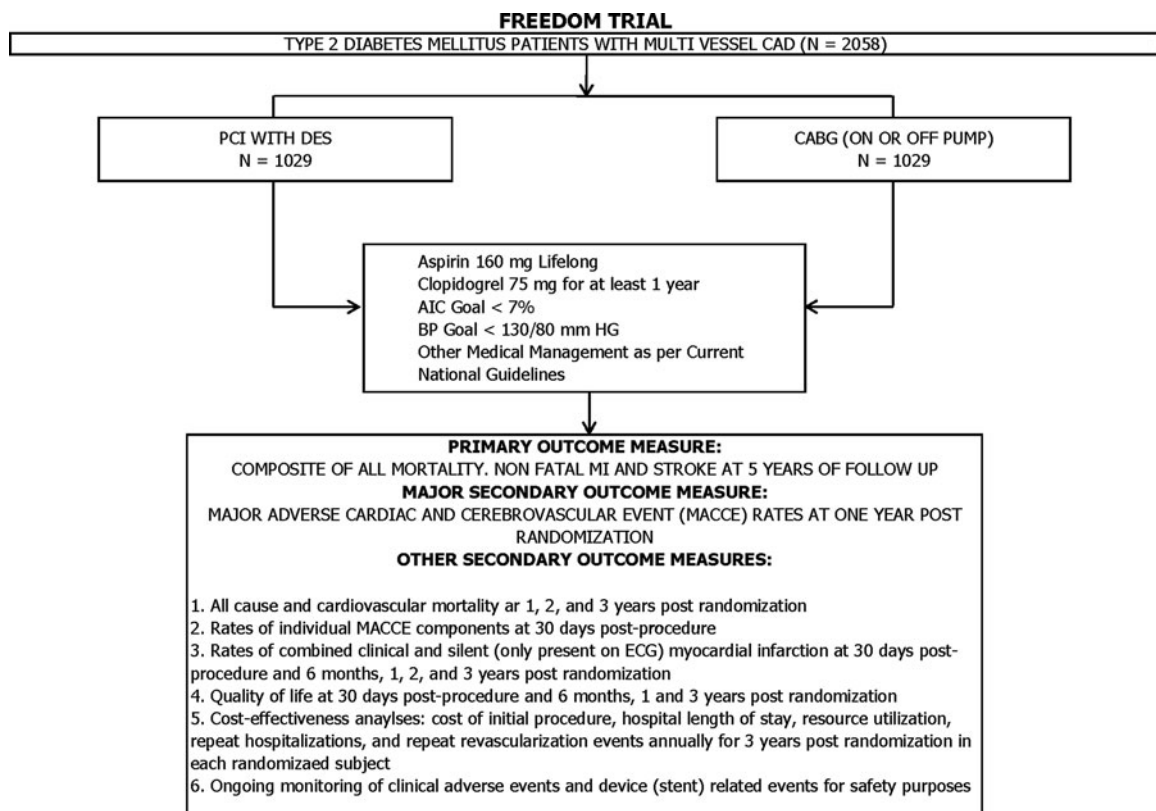 FREEDOM TRIAL
TYPE 2 DIABETES MELLITUS PATIENTS WITH MULTI VESSEL CAD (N = 2058)
PCI WITH DES
N = 1029
CABG (ON OR OFF PUMP)
N = 1029
Aspirin 160 mg Lifelong
Clopidogrel 75 mg for at least 1 year
AIC Goal < 7%
BP Goal < 130/80 mm HG
Other Medical Management as per Current
National Guidelines
PRIMARY OUTCOME MEASURE:
COMPOSITE OF ALL MORTALITY. NON FATAL MI AND STROKE AT 5 YEARS OF FOLLOW UP
MAJOR SECONDARY OUTCOME MEASURE:
MAJOR ADVERSE CARDIAC AND CEREBROVASCULAR EVENT (MACCE) RATES AT ONE YEAR POST
RANDOMIZATION
OTHER SECONDARY OUTCOME MEASURES:
1. All cause and cardiovascular mortality ar 1, 2, and 3 years post randomization
2. Rates of individual MACCE components at 30 days post-procedure
3. Rates of combined clinical and silent (only present on ECG) myocardial infarction at 30 days post-
procedure and 6 months, 1, 2, and 3 years post randomization
4. Quality of life at 30 days post-procedure and 6 months, 1 and 3 years post randomization
5. Cost-effectiveness anaylses: cost of initial procedure, hospital length of stay, resource utilization,
repeat hospitalizations, and repeat revascularization events annually for 3 years post randomization in
each randomizaed subject
6. Ongoing monitoring of clinical adverse events and device (stent) related events for safety purposes